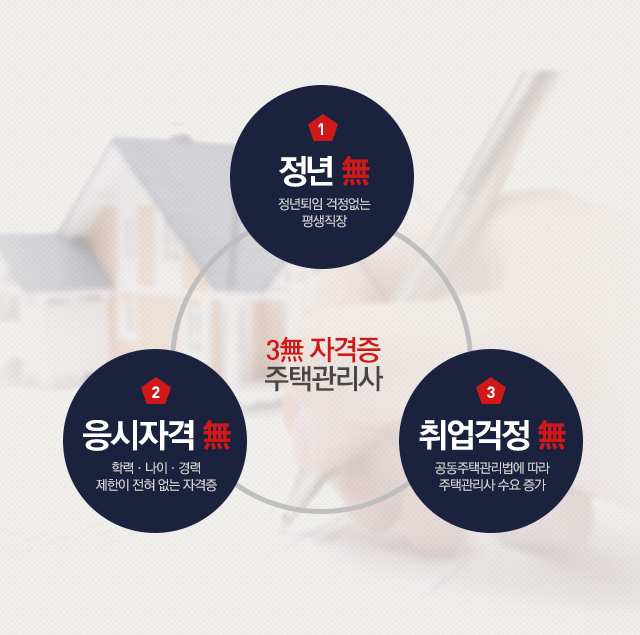 1
정년 無
정년퇴임 걱정없는
평생직장
3無 자격증
주택관리사
2
응시자격 無
학력 · 나이 · 경력
제한이 전혀 없는 자격증
3
취업걱정 無
공동주택관리법에 따라
주택관리사 수요 증가